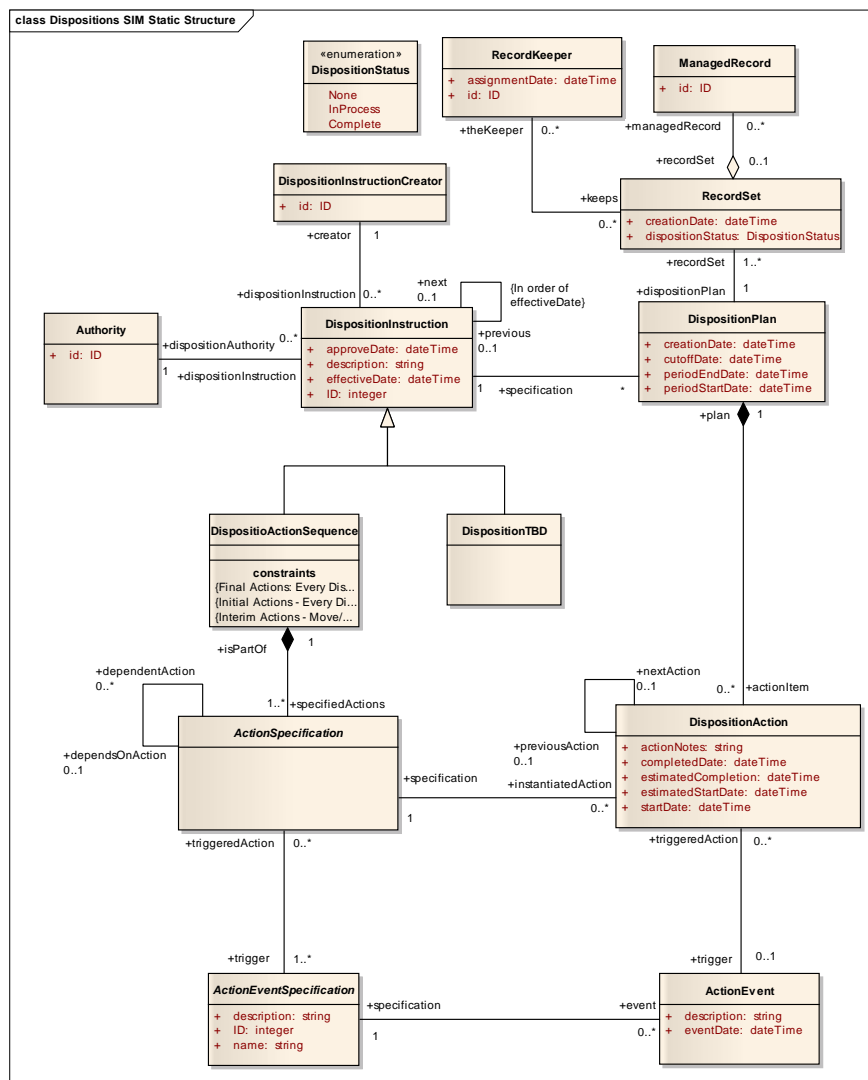 class Dispositions SIM Static Structure
«enumeration»
DispositionStatus
None
InProcess
Complete
RecordKeeper
+ assignmentDate: dateTime
+ id: ID
ManagedRecord
+ id: ID
+theKeeper 0..*
+managedRecord 0..*
+recordSet 0..1
DispositionInstructionCreator
+ id: ID
+keeps
0..*
RecordSet
+ creationDate: dateTime
+ dispositionStatus: DispositionStatus
+creator 1
+recordSet 1..*
+next
0..1
{In order of
effectiveDate}
+dispositionInstruction 0..*
+dispositionPlan 1
Authority
+ id: ID
DispositionInstruction
+ approveDate: dateTime
+ description: string
+ effectiveDate: dateTime
+ ID: integer
+previous
0..1
DispositionPlan
+ creationDate: dateTime
+ cutoffDate: dateTime
+ periodEndDate: dateTime
+ periodStartDate: dateTime
0..*
+dispositionAuthority
1
+dispositionInstruction
1
+specification
*
+plan 1
DispositioActionSequence
constraints
{Final Actions: Every Dis...
{Initial Actions - Every Di...
{Interim Actions - Move/...
DispositionTBD
+isPartOf 1
+dependentAction
0..*
+nextAction
0..1
1..* +specifiedActions
0..* +actionItem
ActionSpecification
+dependsOnAction
0..1
DispositionAction
+ actionNotes: string
+ completedDate: dateTime
+ estimatedCompletion: dateTime
+ estimatedStartDate: dateTime
+ startDate: dateTime
+previousAction
0..1
+specification
1
+instantiatedAction
0..*
+triggeredAction 0..*
+triggeredAction 0..*
+trigger 1..*
+trigger 0..1
ActionEventSpecification
+ description: string
+ ID: integer
+ name: string
+specification
1
+event
0..*
ActionEvent
+ description: string
+ eventDate: dateTime